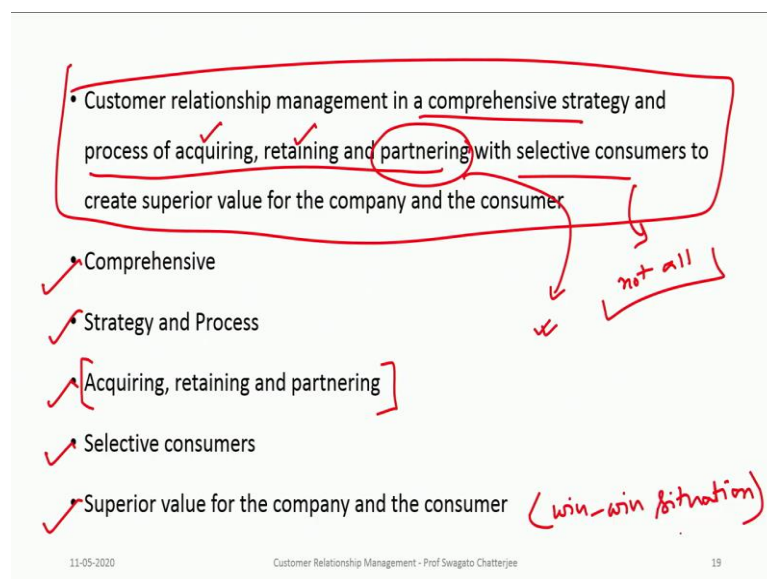 • Customer relationship management in a comprehensive strategy and
process of acquiring, retaining and partnering with selective consumers to
create superior value for the company and the consumer
• Comprehensive
not all
• Strategy and Process
• Acquiring, retaining and partnering
• Selective consumers
• Superior value for the company and the consumer (win-win situation)
11-05-2020 Customer Relationship Management - Prof Swagato Chatterjee 19